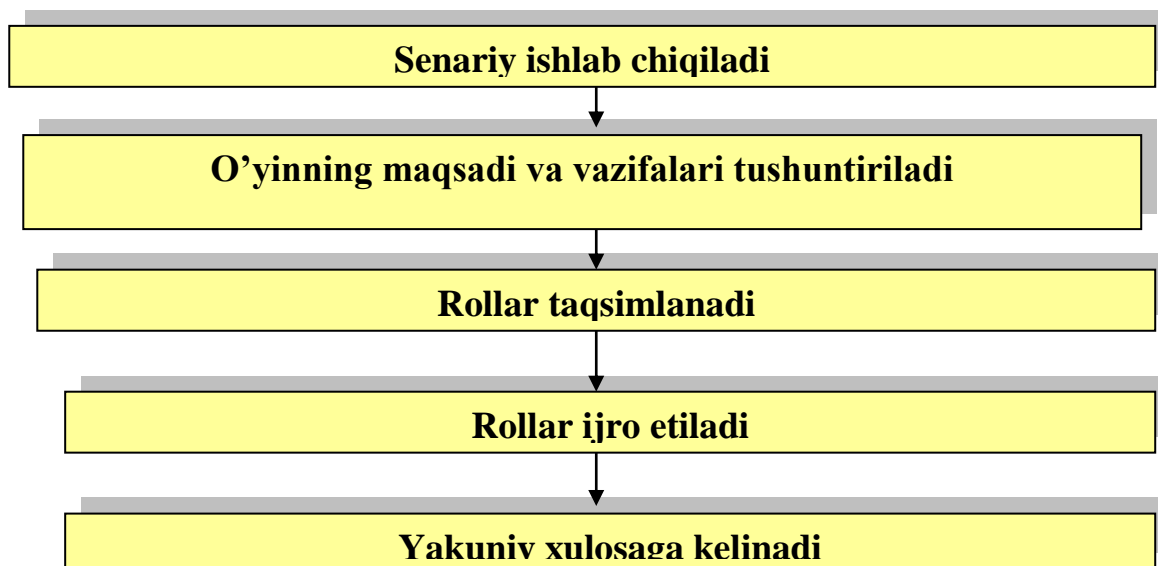 Senariy ishlab chiqiladi
O’yinning maqsadi va vazifalari tushuntiriladi
Rollar taqsimlanadi
Rollar ijro etiladi
Yakuniy xulosaga kelinadi